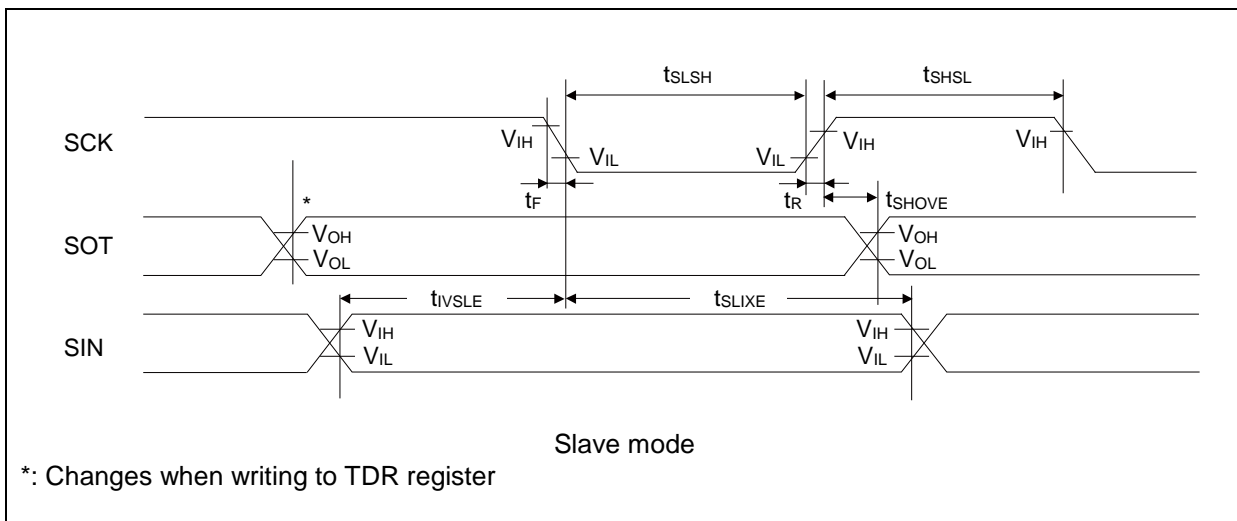 tSLSH tSHSL
SCK VIH VIL VIL VIH VIH
tF tR tSHOVE
*
SOT VOH VOH
VOL VOL
tIVSLE tSLIXE
SIN VIH VIH
VIL VIL
Slave mode
*: Changes when writing to TDR register